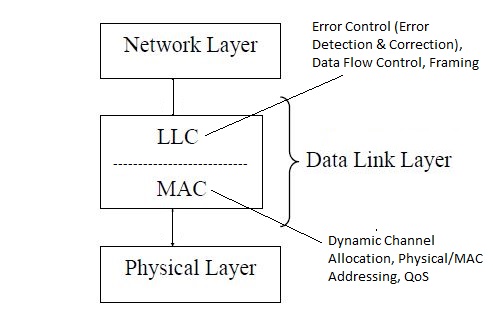 Error Control (Error
Detection & Correction),
Data Flow Control, Framing
Network Layer
LLC
MAC
Data Link Layer
Dynamic Channel
Allocation, Physical/MAC
Addressing, QoS
Physical Layer